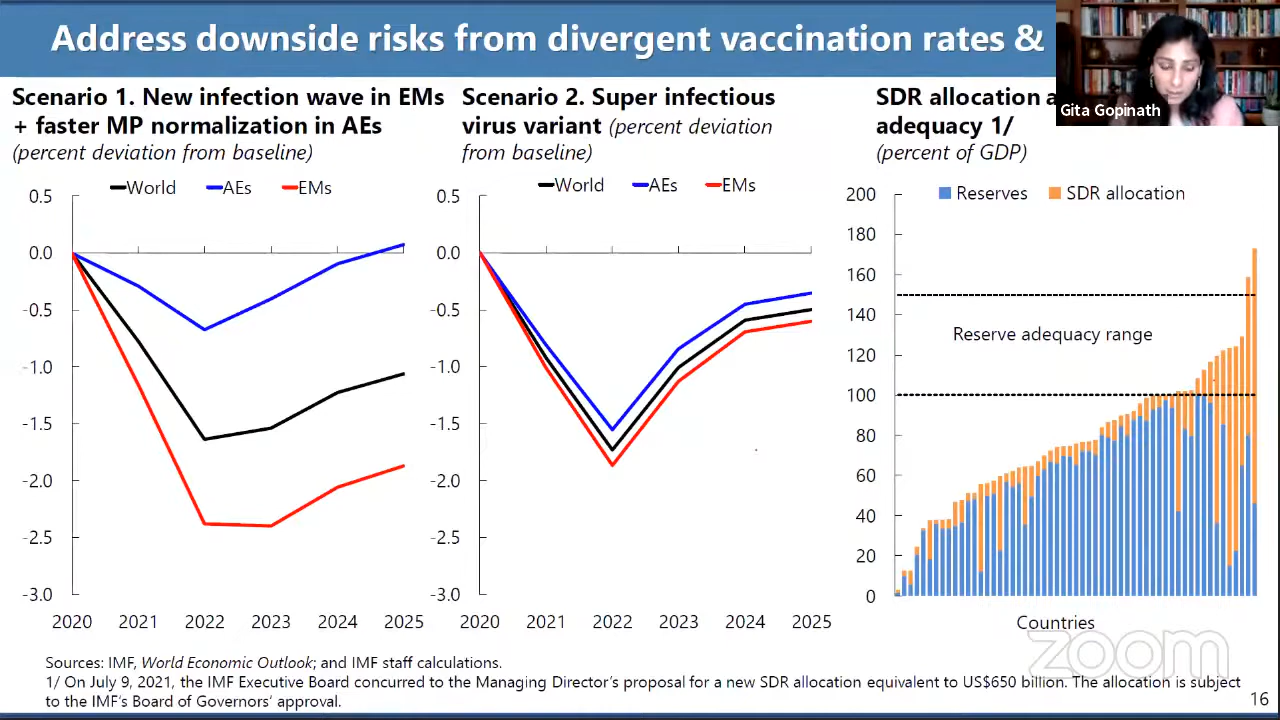 Address downside risks from divergent vaccination rates &
Gita Gopinath
Scenario 1. New infection wave in EMs
+ faster MP normalization in AEs
(percent deviation from baseline)
World AEs EMs
0.5
0.0
-0.5
-1.0
-1.5
-2.0
-2.5
-3.0
2020 2021 2022 2023 2024 2025
Scenario 2. Super infectious
virus variant (percent deviation
from baseline)
World AEs EMs
0.5
0.0
-0.5
-1.0
-1.5
-2.0
-2.5
-3.0
2020 2021 2022 2023 2024 2025
SDR allocation a
adequacy 1/
(percent of GDP)
Reserves SDR allocation
200
180
160
140
120
100
80
60
40
20
0
Reserve adequacy range
Countries
zoom
Sources: IMF, World Economic Outlook; and IMF staff calculations.
1/ On July 9, 2021, the IMF Executive Board concurred to the Managing Director's proposal for a new SDR allocation equivalent to US$650 billion. The allocation is subject
to the IMF's Board of Governors' approval.
16